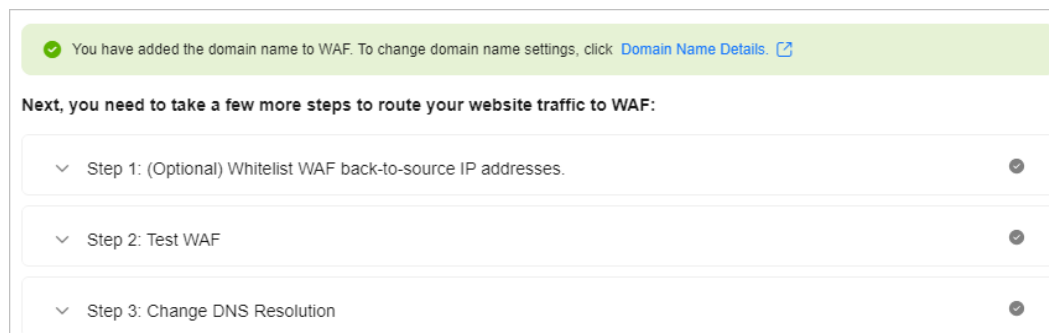 You have added the domain name to WAF. To change domain name settings, click Domain Name Details.
Next, you need to take a few more steps to route your website traffic to WAF:
Step 1: (Optional) Whitelist WAF back-to-source IP addresses.
Step 2: Test WAF
Step 3: Change DNS Resolution